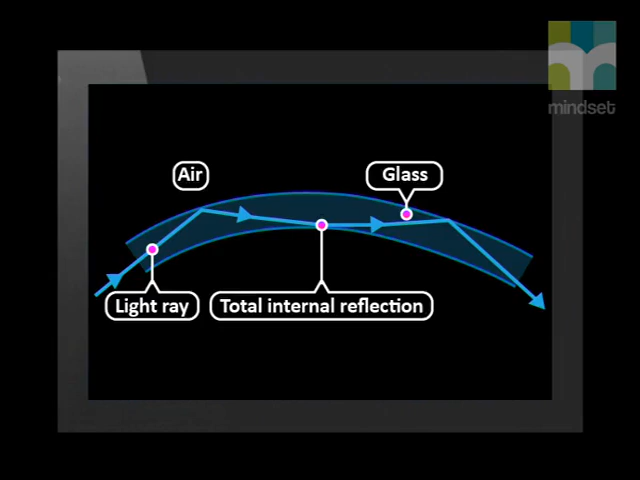 mindset
Air
Glass
Light ray
Total internal reflection